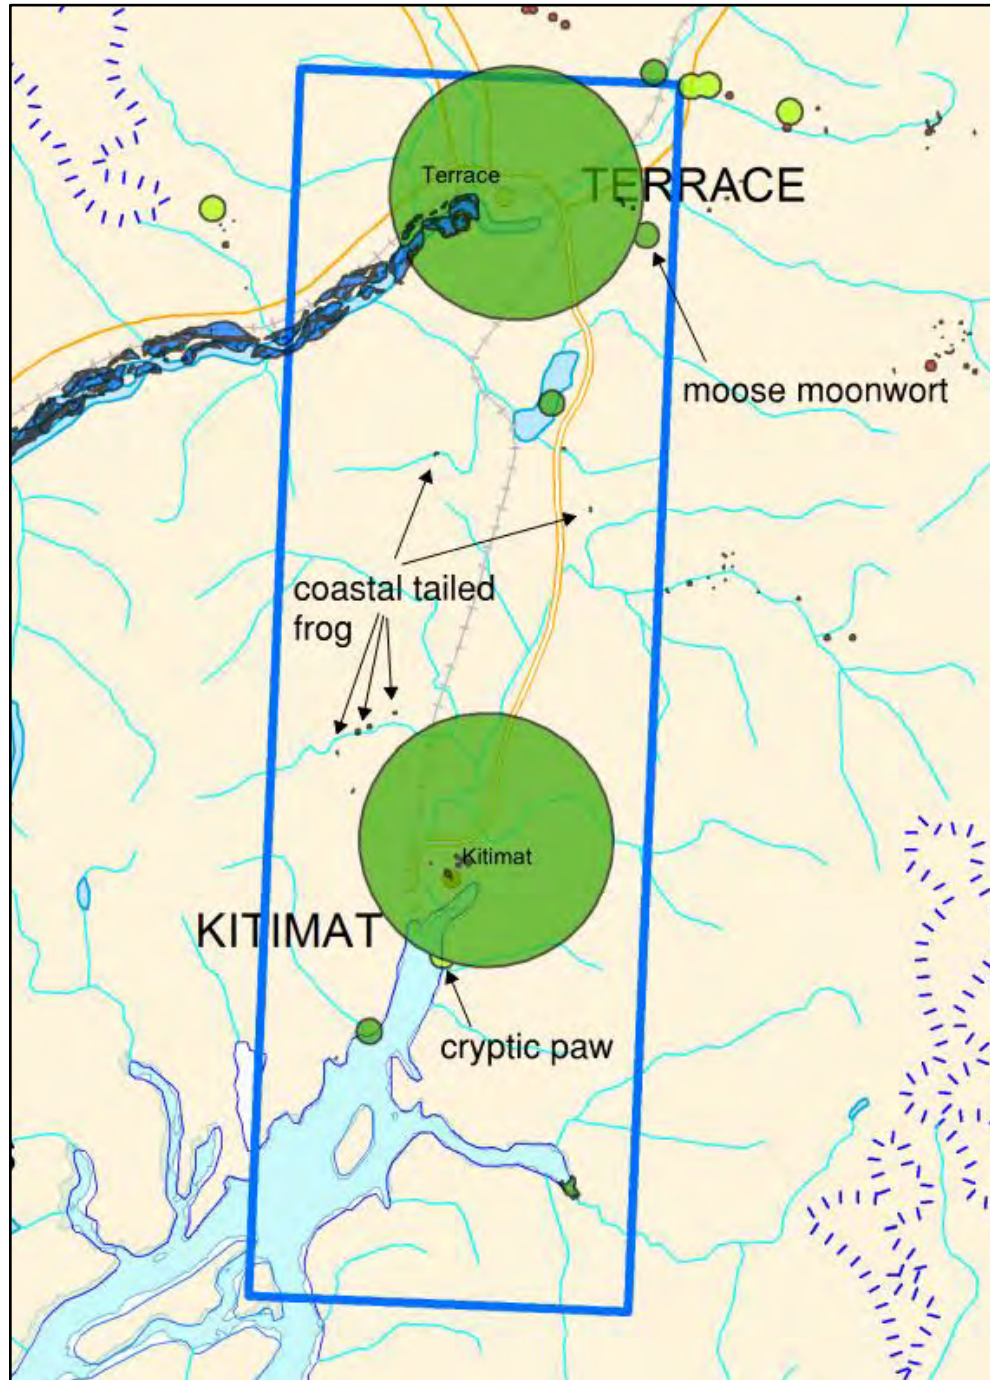 Terrace
TERRACE
moose moonwort
coastal tailed
frog
Kitimat
KITIMAT
cryptic paw